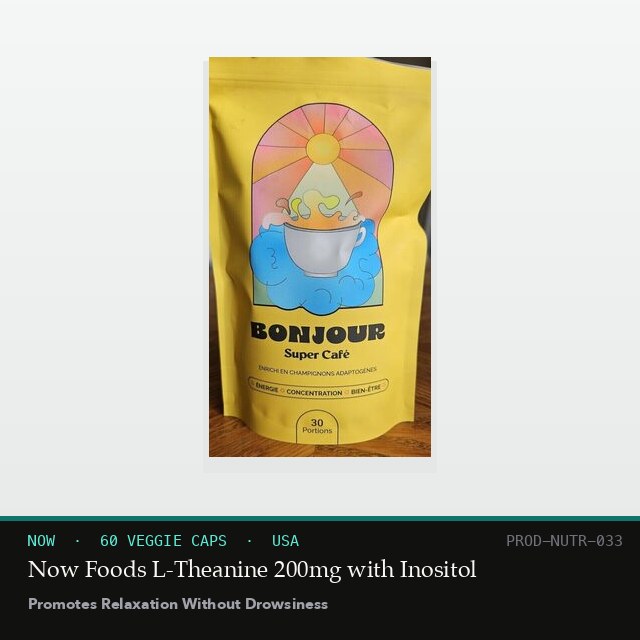 BONJOUR
Super Café
ENRICHI EN CHAMPIGNONS ADAPTOGÈNES
ÉNERGIE CONCENTRATION BIEN-ÊTRE
30
Portions
NOW · 60 VEGGIE CAPS · USA
PROD-NUTR-033
Now Foods L-Theanine 200mg with Inositol
Promotes Relaxation Without Drowsiness